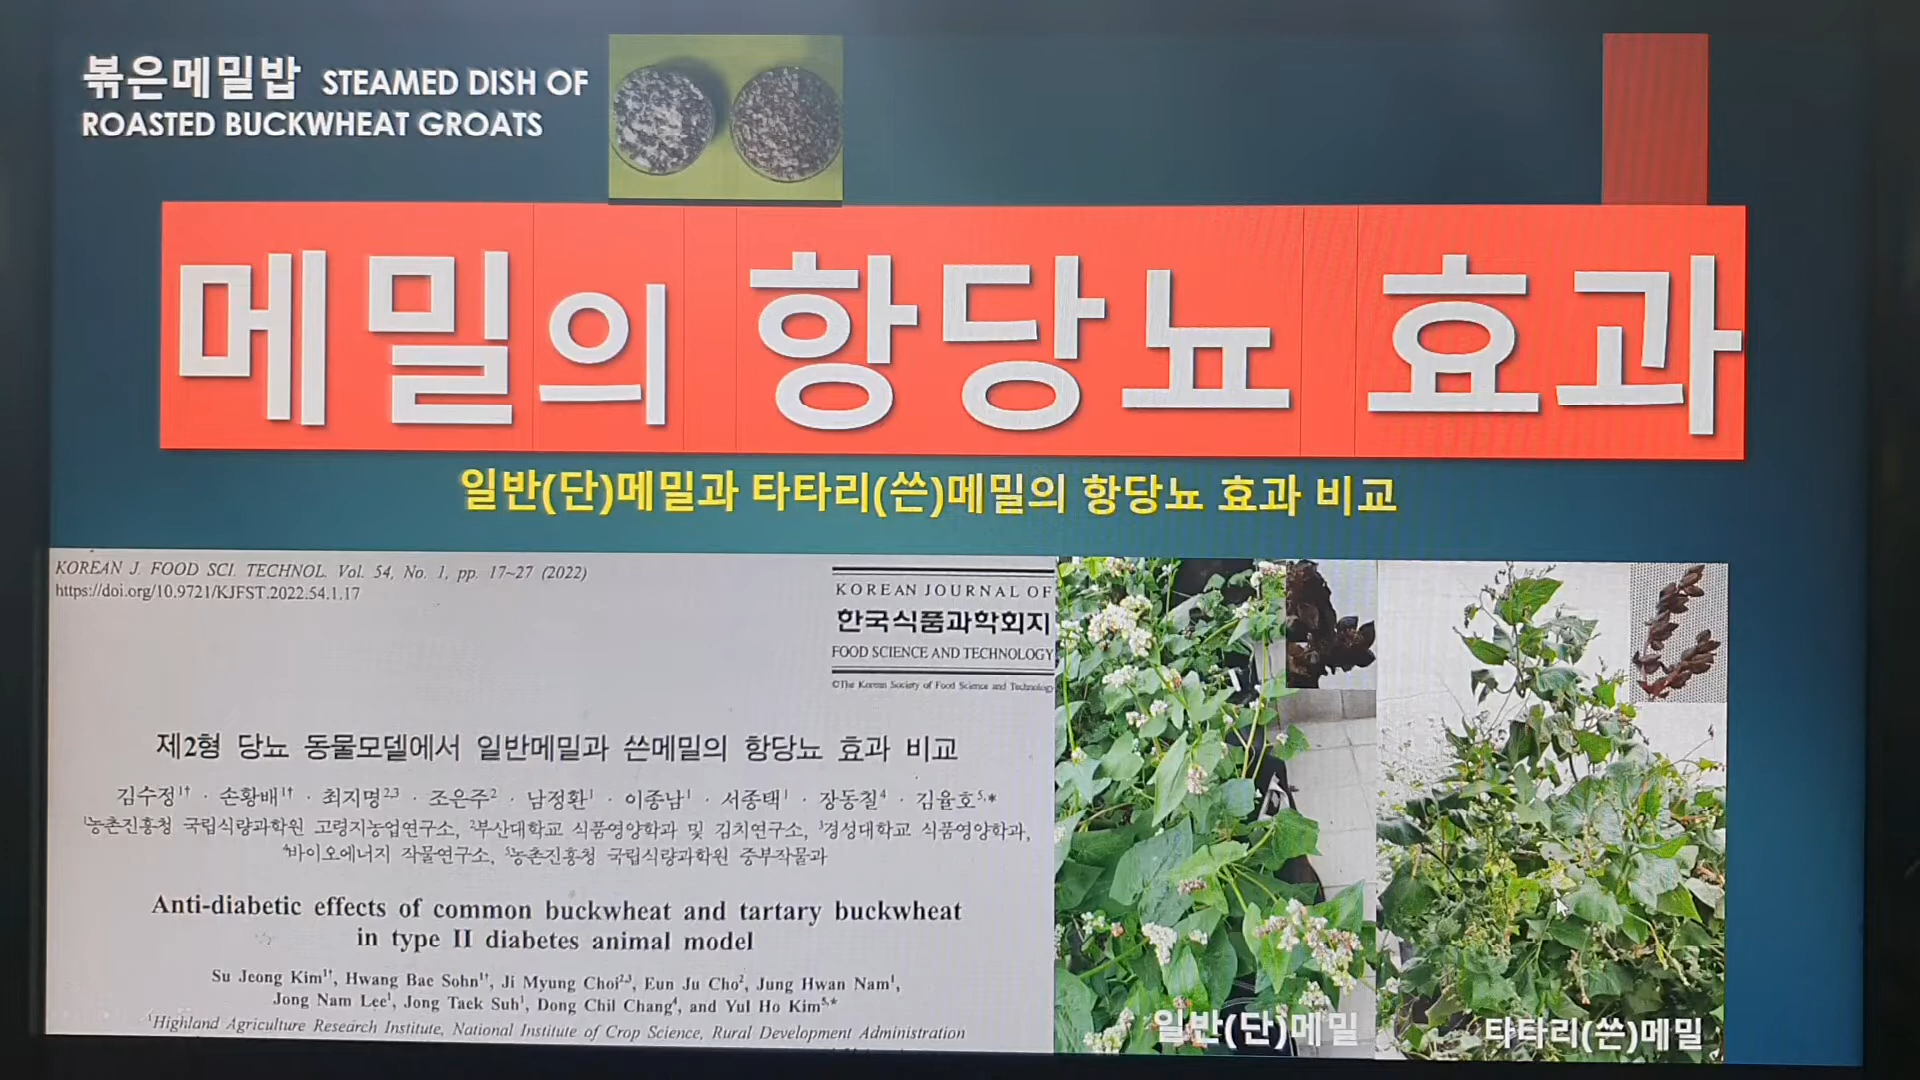 볶은메밀밥 STEAMED DISH OF
ROASTED BUCKWHEAT GROATS
메밀의 항당뇨 효과
일반(단)메밀과 타타리(쓴)메밀의 항당뇨 효과 비교
KOREAN J. FOOD SCI. TECHNOL. Vol. 54, No. 1, pp. 17~27 (2022)
https://doi.org/10.9721/KJFST.2022.54.1.17
KOREAN JOURNAL OF
한국식품과학회지
FOOD SCIENCE AND TECHNOLOGY
©The Korean Society of Food Science and Technology
제2형 당뇨 동물모델에서 일반메밀과 쓴메밀의 항당뇨 효과 비교
김수정1† · 손황배1† · 최지명2,3 · 조은주2 · 남정환1 · 이종남1 · 서종택1 · 장동칠4 · 김율호5,*
1농촌진흥청 국립식량과학원 고령지농업연구소, 2부산대학교 식품영양학과 및 김치연구소, 3경성대학교 식품영양학과,
4바이오에너지 작물연구소, 5농촌진흥청 국립식량과학원 중부작물과
Anti-diabetic effects of common buckwheat and tartary buckwheat
in type II diabetes animal model
Su Jeong Kim1†, Hwang Bae Sohn1†, Ji Myung Choi2,3, Eun Ju Cho2, Jung Hwan Nam1,
Jong Nam Lee1, Jong Taek Suh1, Dong Chil Chang4, and Yul Ho Kim5,*
1Highland Agriculture Research Institute, National Institute of Crop Science, Rural Development Administration
일반(단)메밀
타타리(쓴)메밀